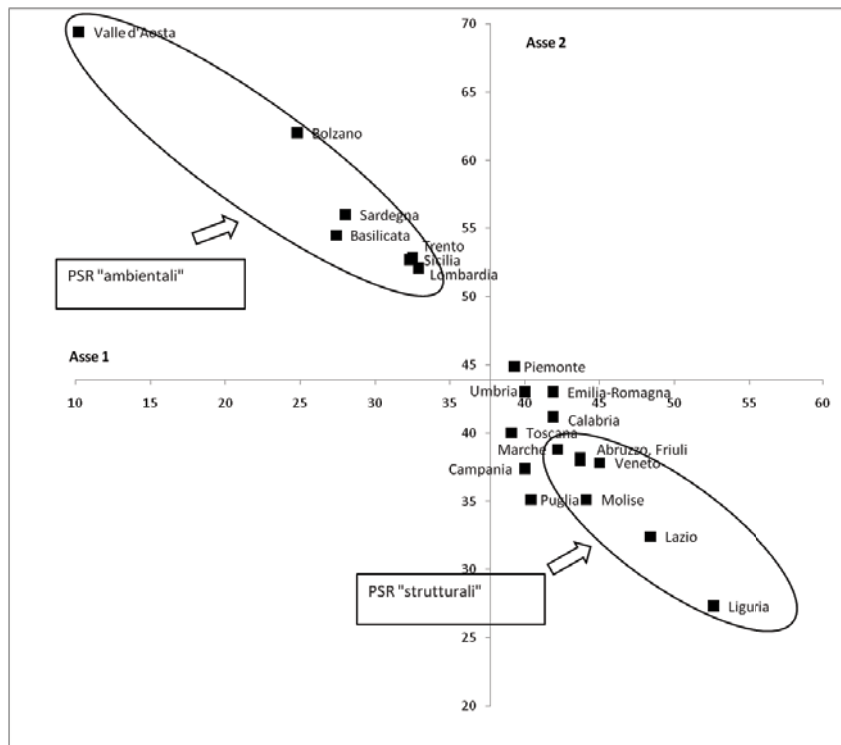 70
Asse 2
Valle d'Aosta
65
Bolzano
60
Sardegna
55
Basilicata
Trento
Sicilia
Lombardia
PSR "ambientali"
50
45
Asse 1
Piemonte
10 15 20 25 30 35 40 45 50 55 60
Umbria
Emilia-Romagna
Calabria
40
Toscana
Marche
Abruzzo, Friuli
Veneto
Campania
35
Puglia
Molise
Lazio
30
PSR "strutturali"
Liguria
25
20